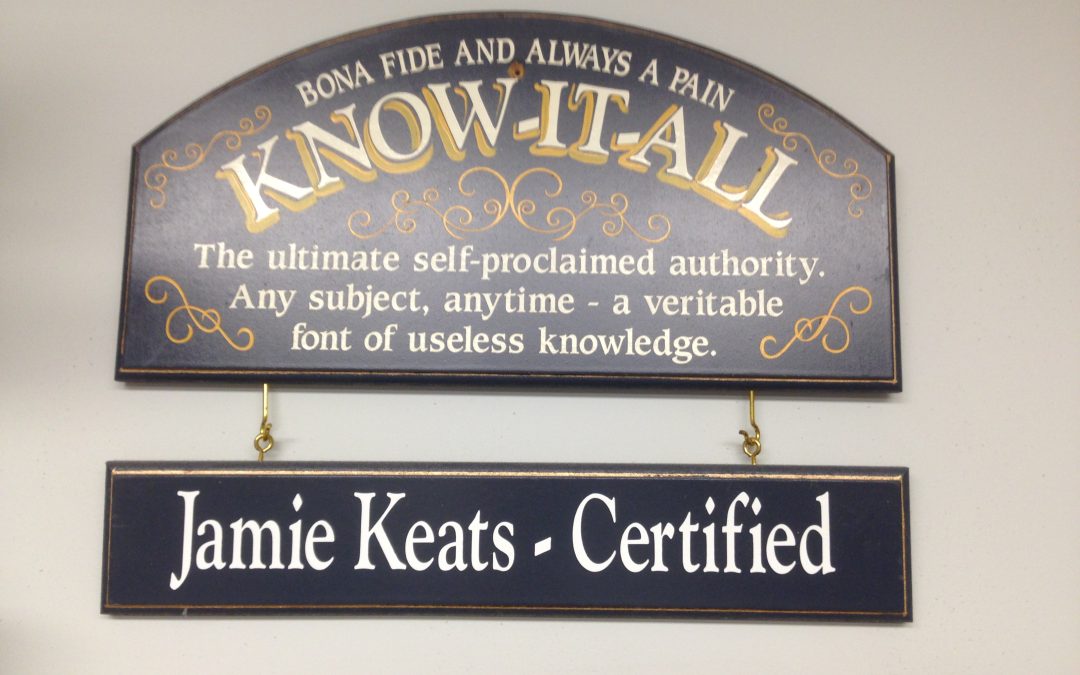 BONA FIDE AND ALWAYS A PAIN
KNOW-IT-ALL
The ultimate self-proclaimed authority.
Any subject, anytime - a veritable
font of useless knowledge.
Jamie Keats - Certified